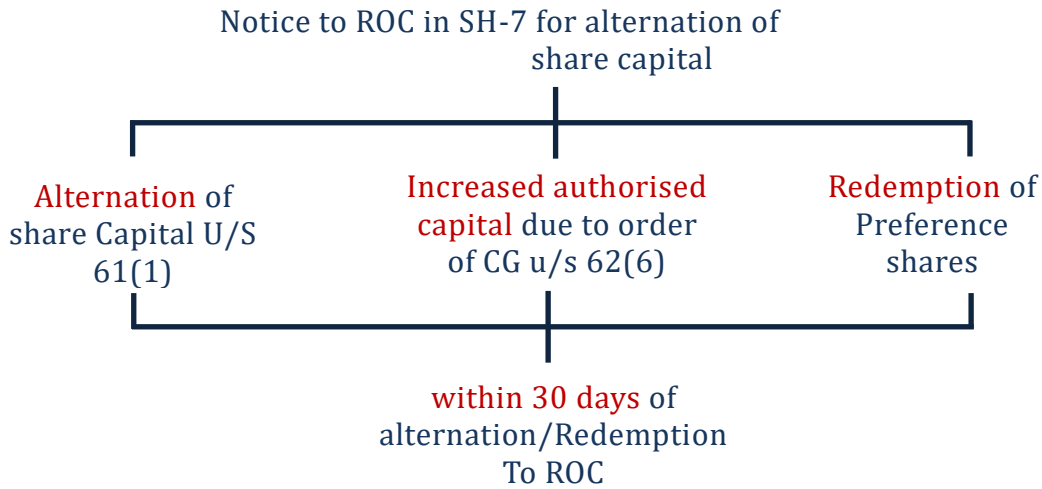 Notice to ROC in SH-7 for alternation of
share capital
Alternation of
share Capital U/S
61(1)
Increased authorised
capital due to order
of CG u/s 62(6)
Redemption of
Preference
shares
within 30 days of
alternation/Redemption
To ROC